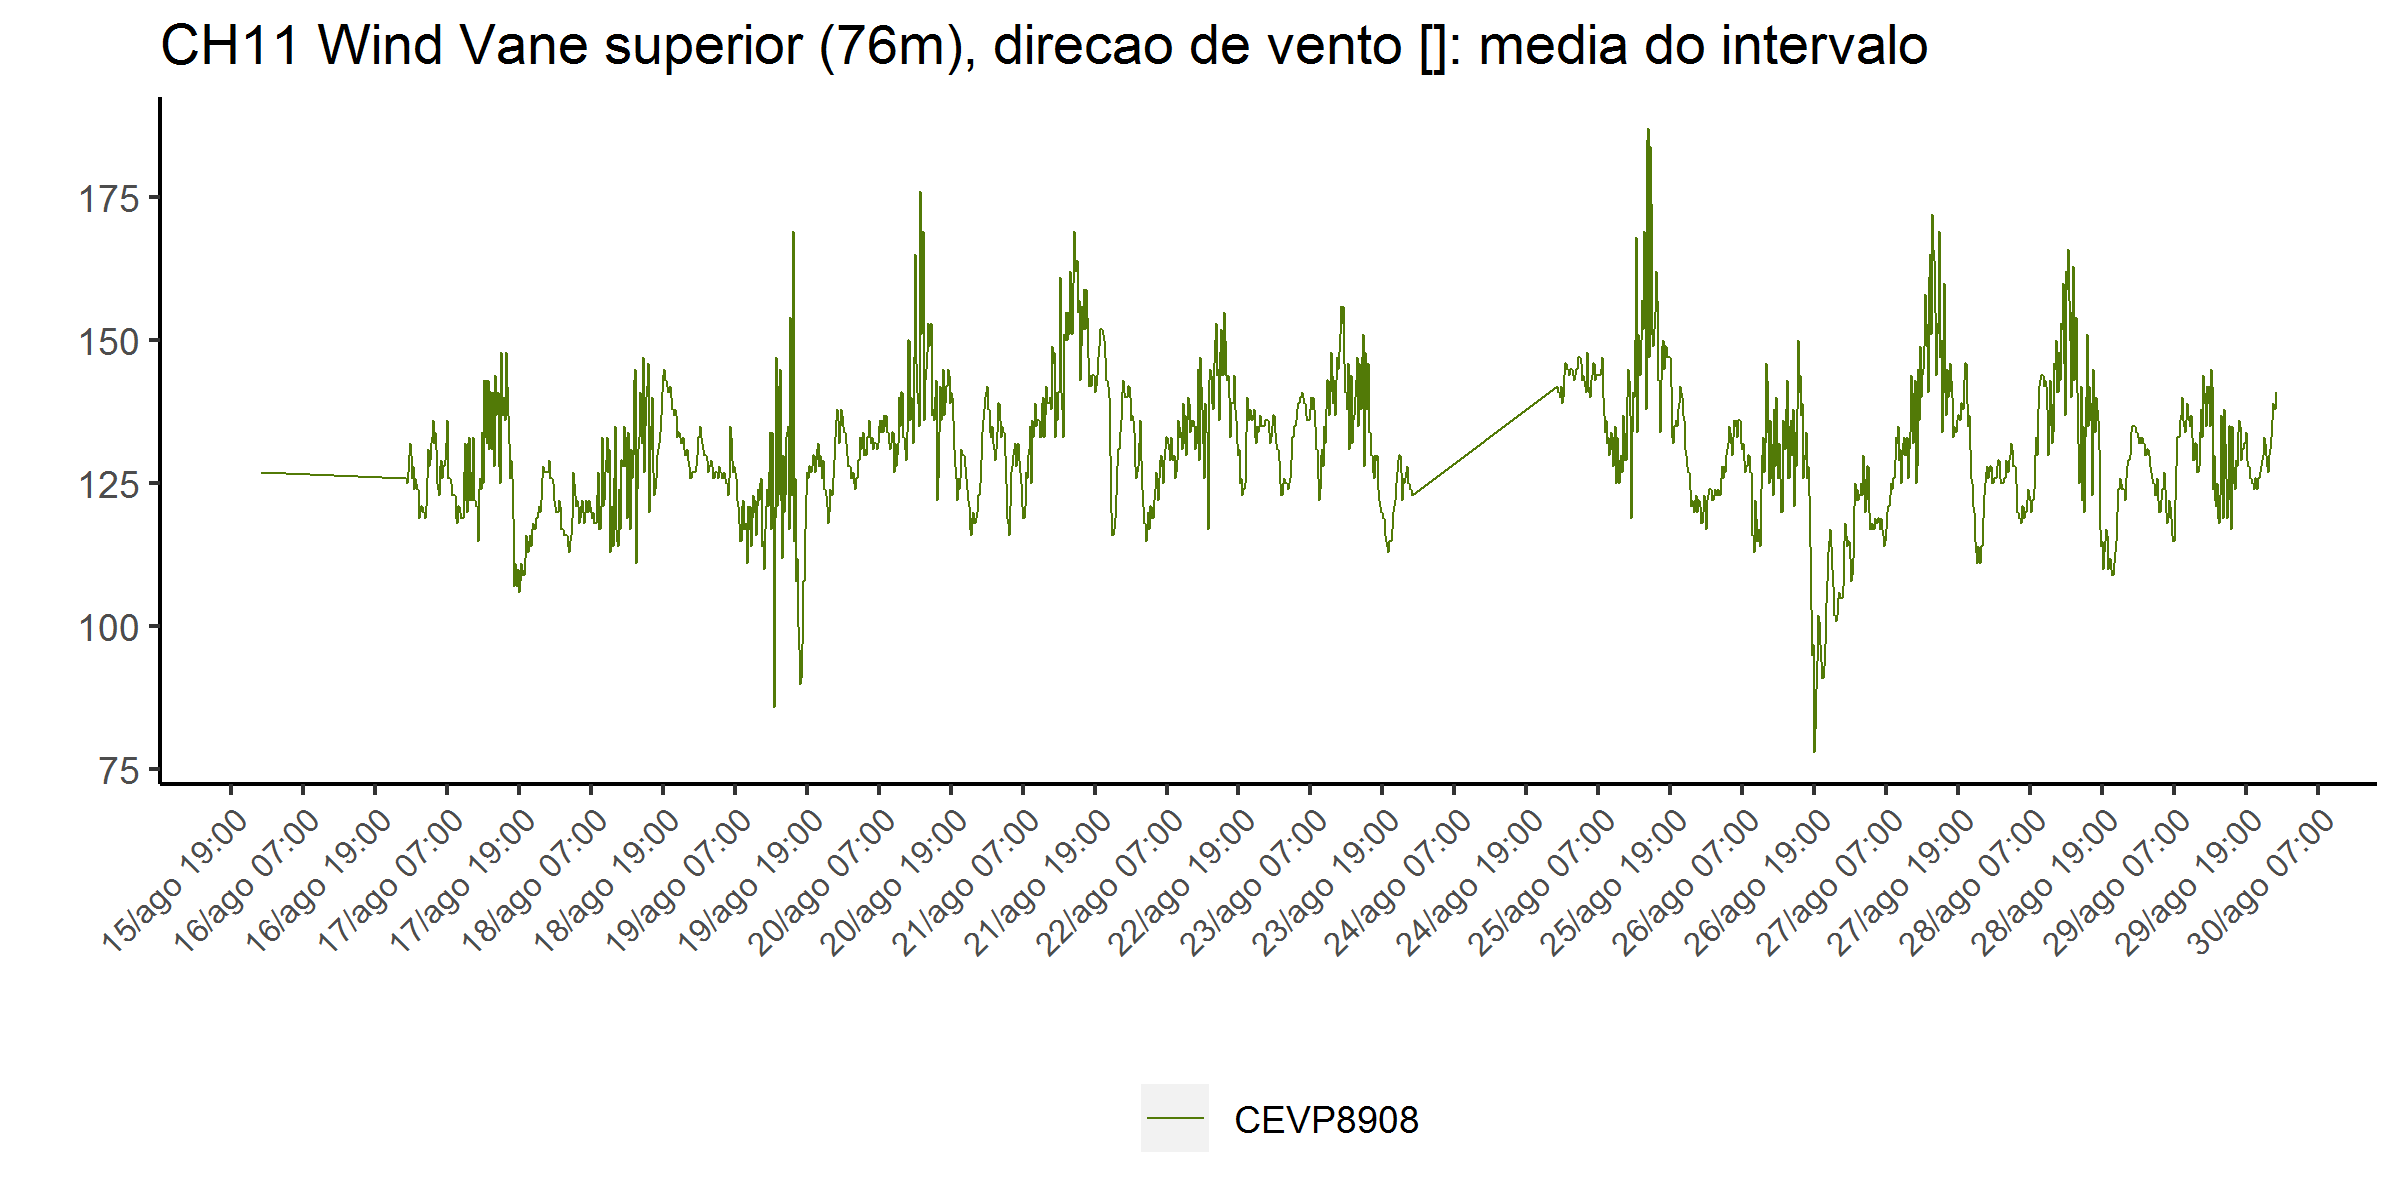 CH11 Wind Vane superior (76m), direcao de vento []: media do intervalo
175
150
125
100
75
15/ago 19:00
16/ago 07:00
16/ago 19:00
17/ago 07:00
17/ago 19:00
18/ago 07:00
18/ago 19:00
19/ago 07:00
19/ago 19:00
20/ago 07:00
20/ago 19:00
21/ago 07:00
21/ago 19:00
22/ago 07:00
22/ago 19:00
23/ago 07:00
23/ago 19:00
24/ago 07:00
24/ago 19:00
25/ago 07:00
25/ago 19:00
26/ago 07:00
26/ago 19:00
27/ago 07:00
27/ago 19:00
28/ago 07:00
28/ago 19:00
29/ago 07:00
29/ago 19:00
30/ago 07:00
CEVP8908